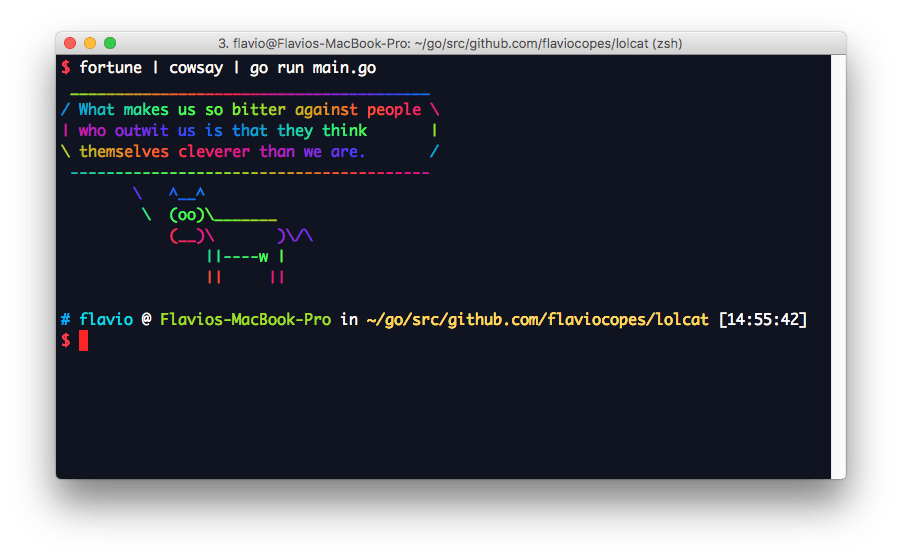 3. flavio@Flavios-MacBook-Pro: ~/go/src/github.com/flaviocopes/lolcat (zsh)
$ fortune | cowsay | go run main.go
 ________________________________________
/ What makes us so bitter against people \
| who outwit us is that they think       |
\ themselves cleverer than we are.       /
 ----------------------------------------
        \   ^__^
         \  (oo)\_______
            (__)\       )\/\
                ||----w |
                ||     ||
# flavio @ Flavios-MacBook-Pro in ~/go/src/github.com/flaviocopes/lolcat [14:55:42]
$